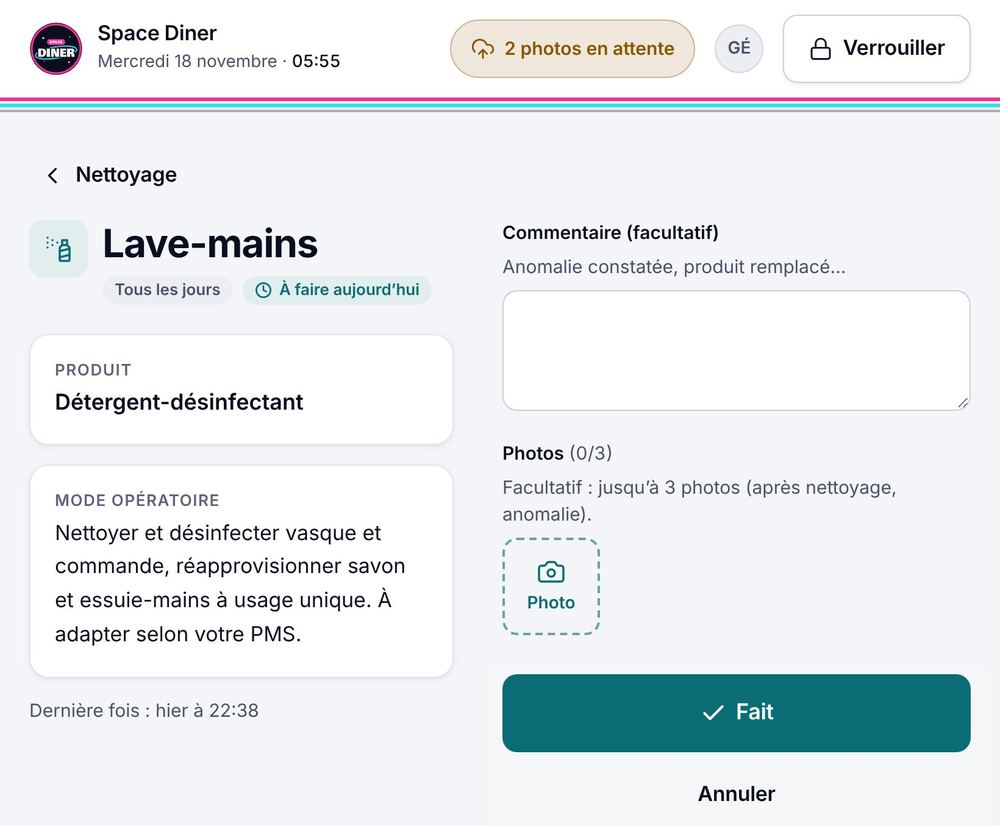 SPACE
DINER
Space Diner
Mercredi 18 novembre · 05:55
2 photos en attente
GÉ
Verrouiller
Nettoyage
Lave-mains
Tous les jours
À faire aujourd’hui
PRODUIT
Détergent-désinfectant
MODE OPÉRATOIRE
Nettoyer et désinfecter vasque et
commande, réapprovisionner savon
et essuie-mains à usage unique. À
adapter selon votre PMS.
Dernière fois : hier à 22:38
Commentaire (facultatif)
Anomalie constatée, produit remplacé…
Photos (0/3)
Facultatif : jusqu’à 3 photos (après nettoyage,
anomalie).
Photo
Fait
Annuler